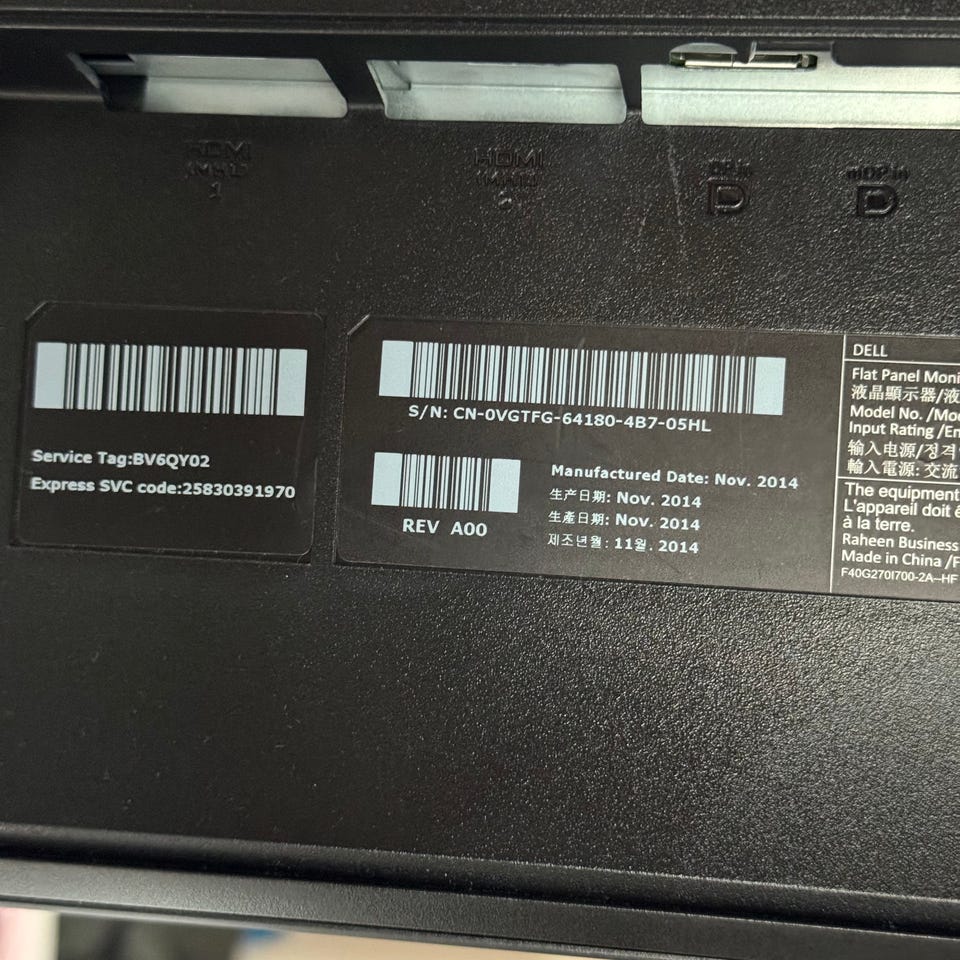 HDMI
(MHL)
1
HDMI
(MHL)
2
DP in
mDP in
Service Tag:BV6QY02
Express SVC code:25830391970
S/N: CN-0VGTFG-64180-4B7-05HL
REV A00
Manufactured Date: Nov. 2014
生产日期: Nov. 2014
生產日期: Nov. 2014
제조년월: 11월. 2014
DELL
Flat Panel Moni
液晶顯示器/液
Model No. /Mod
Input Rating /En
输入电源/정격
輸入電源: 交流
The equipment
L'appareil doit ê
à la terre.
Raheen Business
Made in China /F
F40G270I700-2A--HF